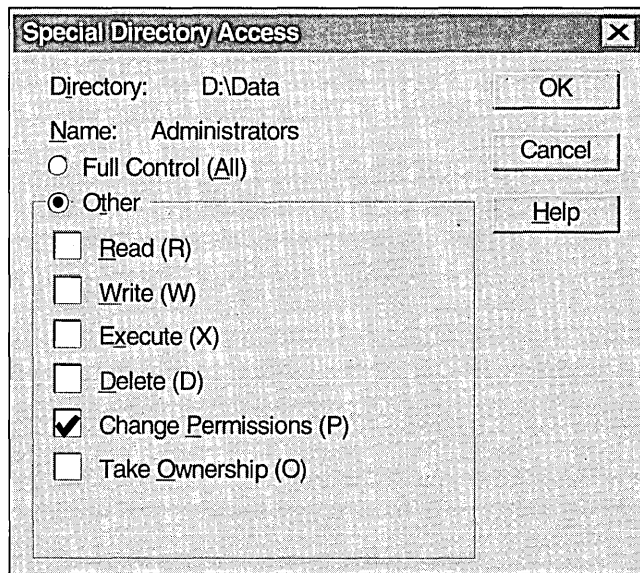 Special Directory Access
Directory: D:\Data
OK
Name: Administrators
Cancel
Full Control (All)
Other
Help
Read (R)
Write (W)
Execute (X)
Delete (D)
Change Permissions (P)
Take Ownership (O)